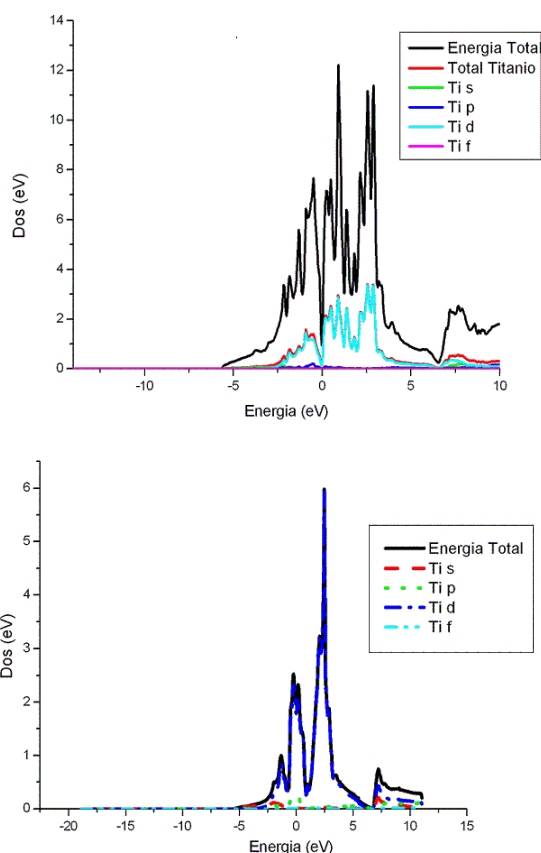 14
12
10
8
6
4
2
0
Dos (eV)
Energia Total
Total Titanio
Ti s
Ti p
Ti d
Ti f
-10
-5
0
5
10
Energia (eV)
6
5
4
3
2
1
0
Dos (eV)
Energia Total
Ti s
Ti p
Ti d
Ti f
-20
-15
-10
-5
0
5
10
15
Energia (eV)